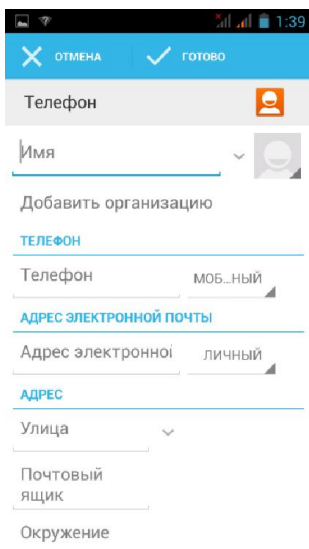 1:39
ОТМЕНА ГОТОВО
Телефон
Имя
Добавить организацию
ТЕЛЕФОН
Телефон МОБ...НЫЙ
АДРЕС ЭЛЕКТРОННОЙ ПОЧТЫ
Адрес электронної ЛИЧНЫЙ
АДРЕС
Улица
Почтовый
ящик
Окружение